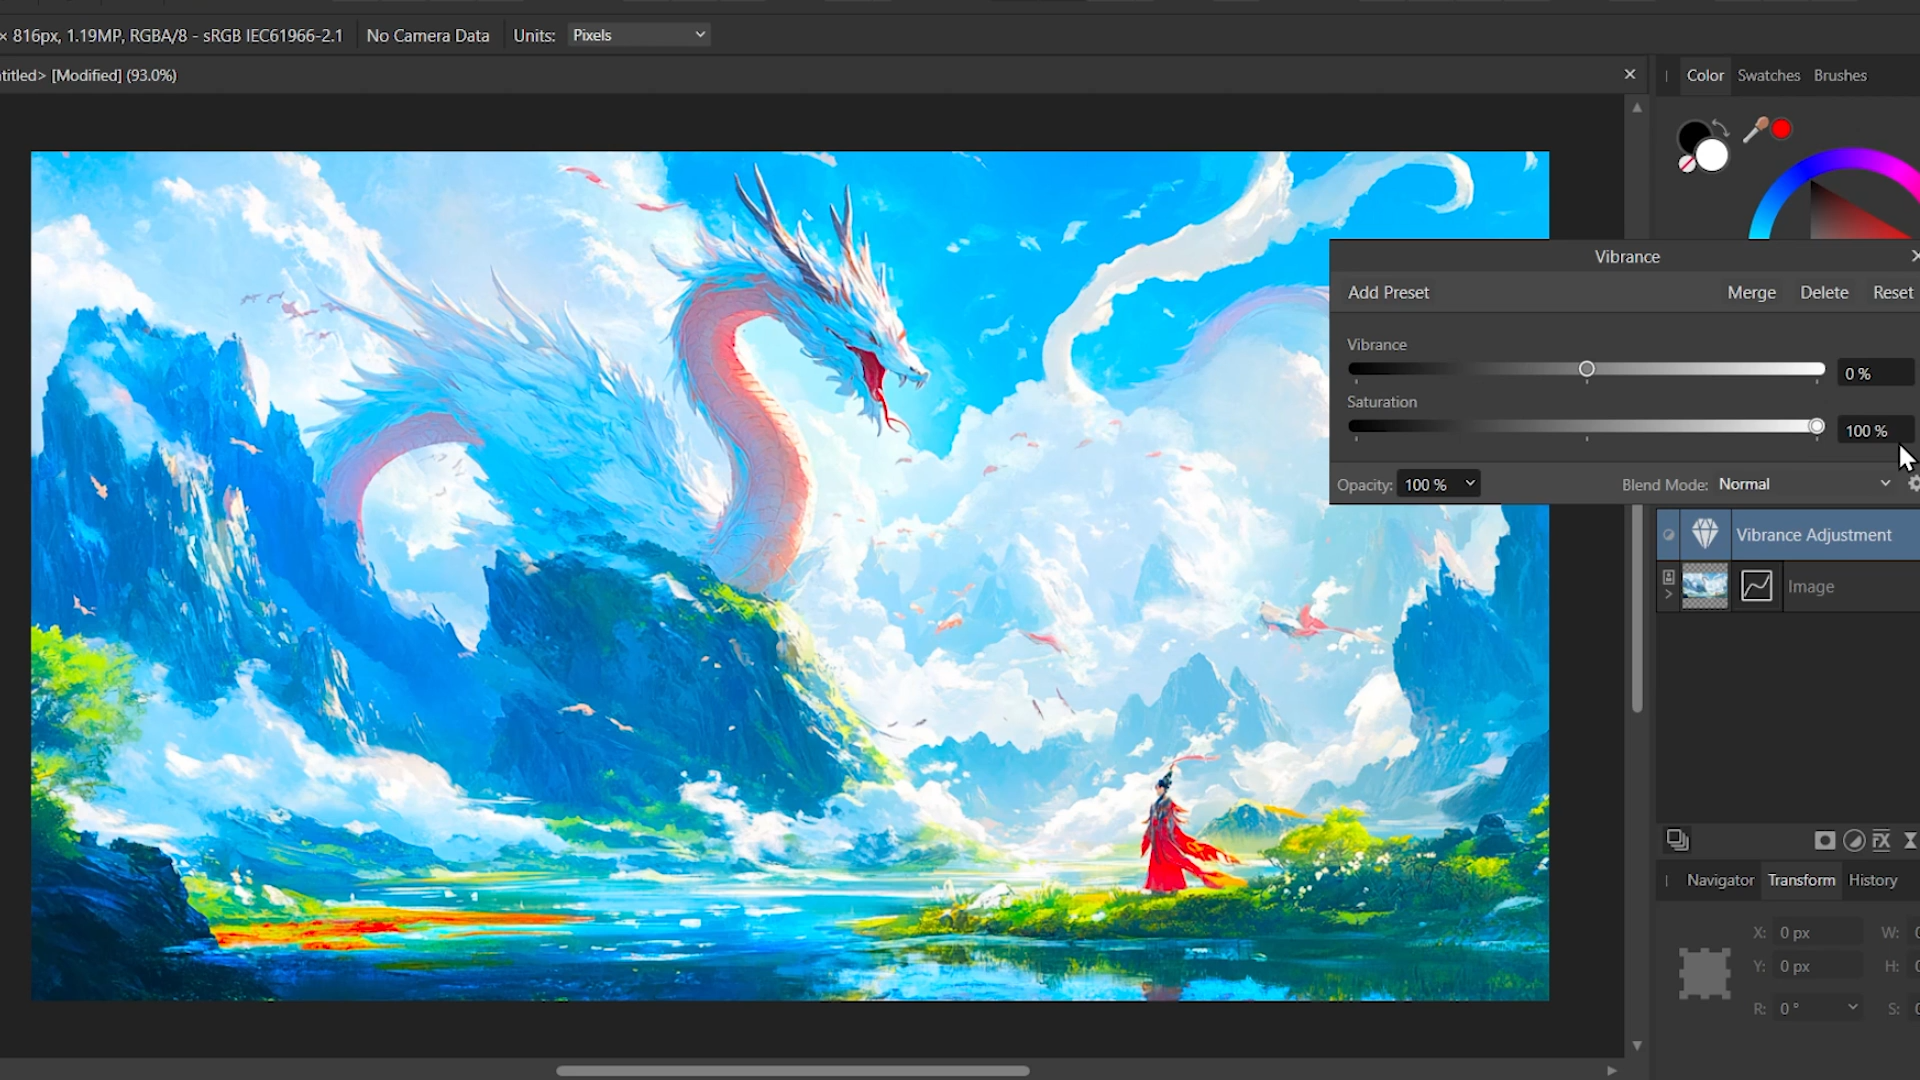 × 816px, 1.19MP, RGBA/8 - sRGB IEC61966-2.1 No Camera Data Units: Pixels
titled> [Modified] (93.0%)
Color Swatches Brushes
Vibrance
Add Preset Merge Delete Reset
Vibrance
0 %
Saturation
100 %
Opacity: 100 % Blend Mode: Normal
Vibrance Adjustment
Image
FX
Navigator Transform History
X: 0 px W:
Y: 0 px H:
R: 0 ° S: